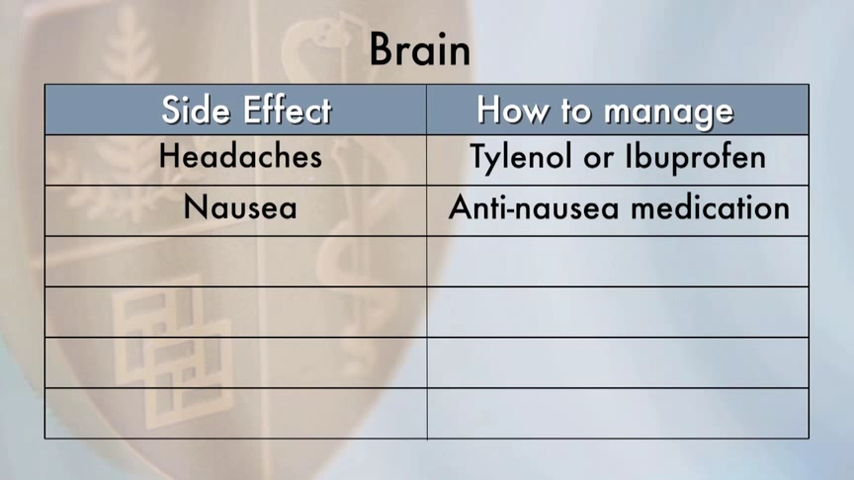 Brain
Side Effect How to manage
Headaches Tylenol or Ibuprofen
Nausea Anti-nausea medication